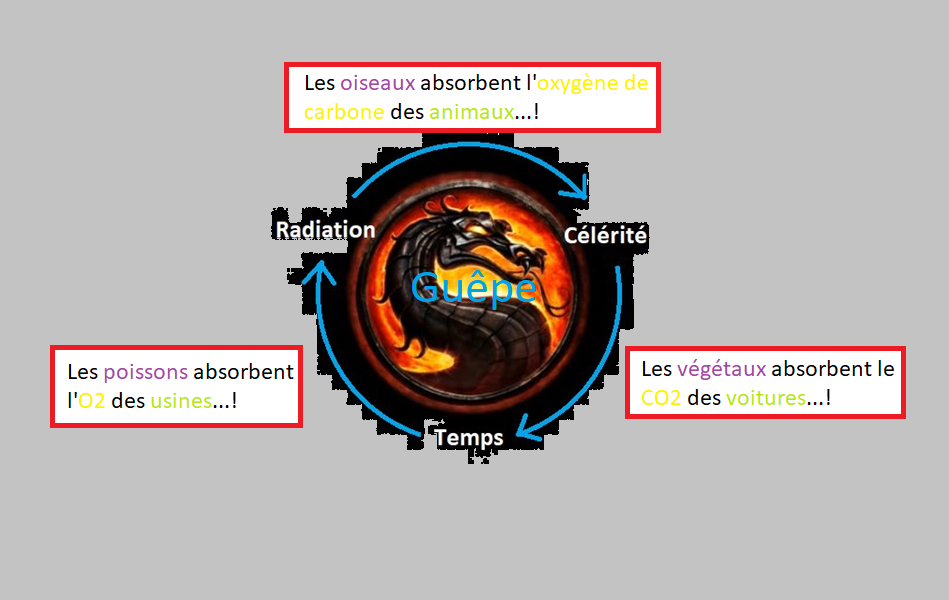 Les oiseaux absorbent l'oxygène de
carbone des animaux...!
Radiation
Célérité
Guêpe
Les poissons absorbent
l'O2 des usines...!
Les végétaux absorbent le
CO2 des voitures...!
Temps